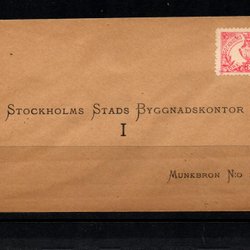 STOCKHOLMS STADS BYGGNADSKONTOR
I
MUNKBRON N:o